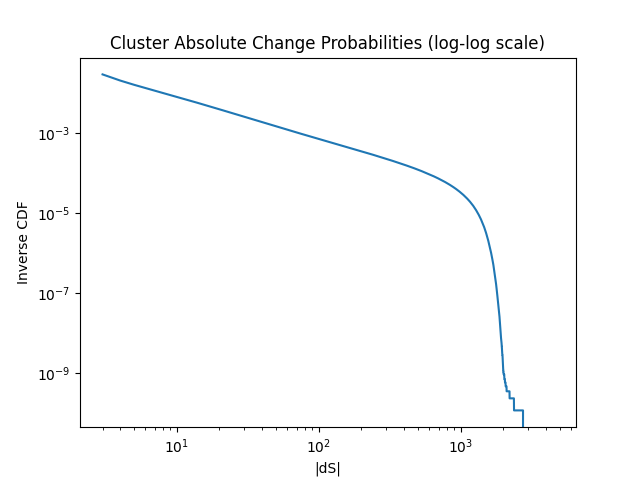 Cluster Absolute Change Probabilities (log-log scale)
Inverse CDF
10⁻³
10⁻⁵
10⁻⁷
10⁻⁹
10¹
10²
10³
|dS|